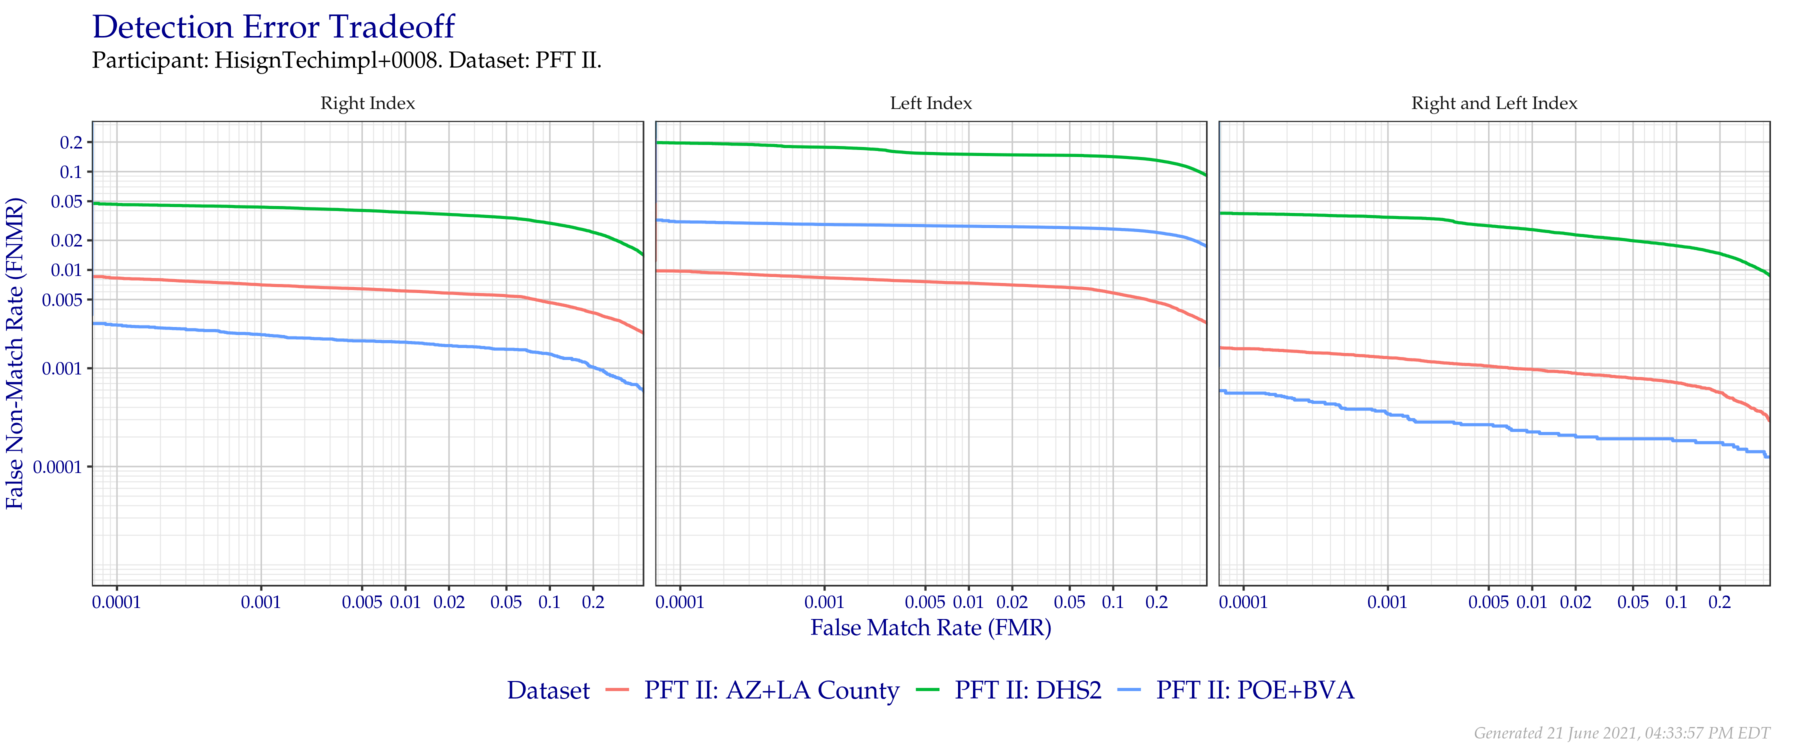 Detection Error Tradeoff
Participant: HisignTechimpl+0008. Dataset: PFT II.
Right Index
Left Index
Right and Left Index
False Non-Match Rate (FNMR)
0.2
0.1
0.05
0.02
0.01
0.005
0.001
0.0001
0.0001 0.001 0.005 0.01 0.02 0.05 0.1 0.2
0.0001 0.001 0.005 0.01 0.02 0.05 0.1 0.2
0.0001 0.001 0.005 0.01 0.02 0.05 0.1 0.2
False Match Rate (FMR)
Dataset PFT II: AZ+LA County PFT II: DHS2 PFT II: POE+BVA
Generated 21 June 2021, 04:33:57 PM EDT